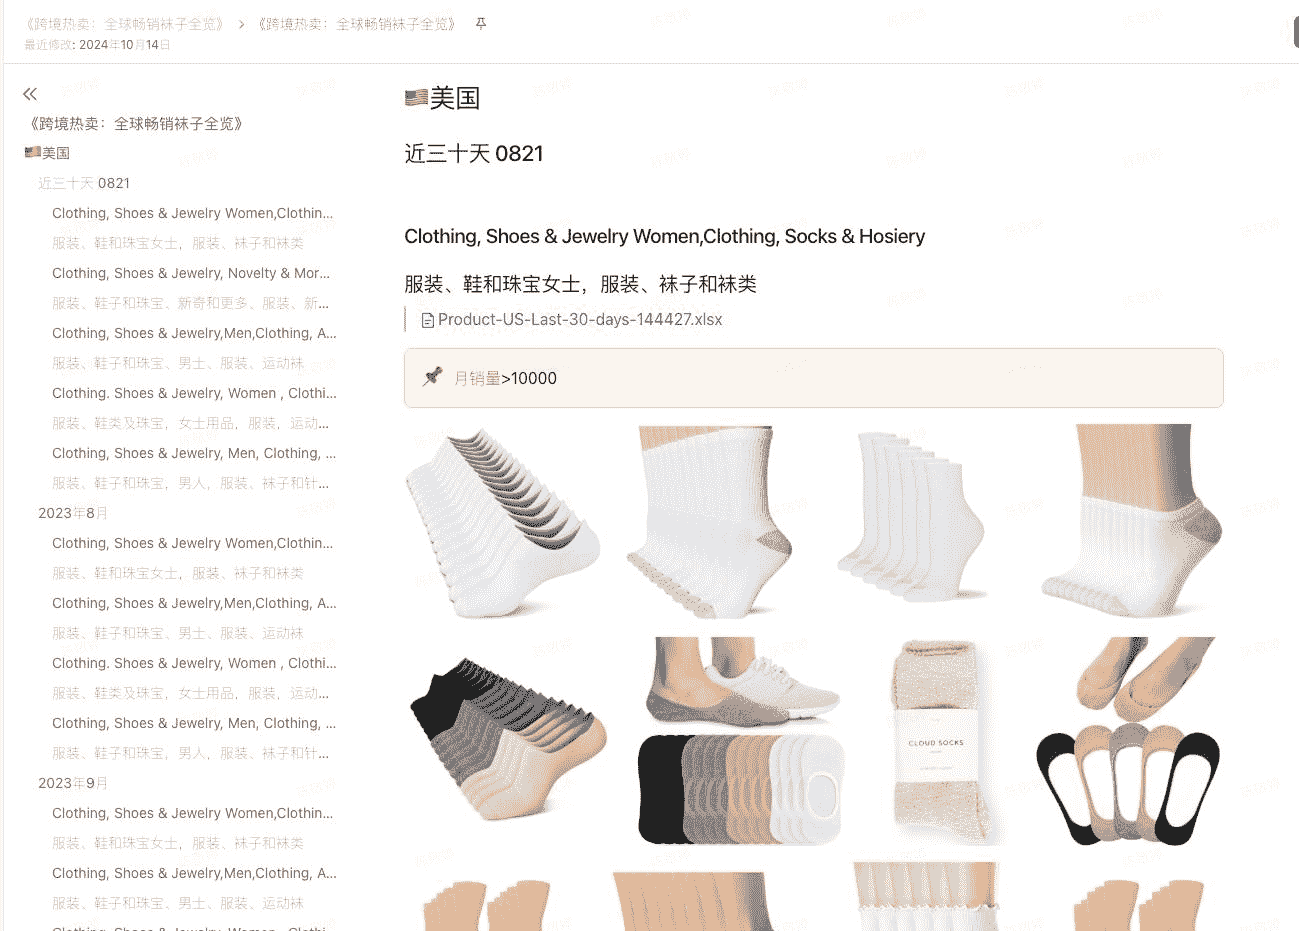 《跨境热卖：全球畅销袜子全览》 > 《跨境热卖：全球畅销袜子全览》
最近修改: 2024年10月14日
《跨境热卖：全球畅销袜子全览》
🇺🇸美国
近三十天 0821
Clothing, Shoes & Jewelry Women,Clothin...
服装、鞋和珠宝女士，服装、袜子和袜类
Clothing, Shoes & Jewelry, Novelty & Mor...
服装、鞋子和珠宝、新奇和更多、服装、新...
Clothing, Shoes & Jewelry,Men,Clothing, A...
服装、鞋子和珠宝、男士、服装、运动袜
Clothing. Shoes & Jewelry, Women , Clothi...
服装、鞋类及珠宝，女士用品，服装，运动...
Clothing, Shoes & Jewelry, Men, Clothing, ...
服装、鞋子和珠宝，男人，服装、袜子和针...
2023年8月
Clothing, Shoes & Jewelry Women,Clothin...
服装、鞋和珠宝女士，服装、袜子和袜类
Clothing, Shoes & Jewelry,Men,Clothing, A...
服装、鞋子和珠宝、男士、服装、运动袜
Clothing. Shoes & Jewelry, Women , Clothi...
服装、鞋类及珠宝，女士用品，服装，运动...
Clothing, Shoes & Jewelry, Men, Clothing, ...
服装、鞋子和珠宝，男人，服装、袜子和针...
2023年9月
Clothing, Shoes & Jewelry Women,Clothin...
服装、鞋和珠宝女士，服装、袜子和袜类
Clothing, Shoes & Jewelry,Men,Clothing, A...
服装、鞋子和珠宝、男士、服装、运动袜
🇺🇸美国
近三十天 0821
Clothing, Shoes & Jewelry Women,Clothing, Socks & Hosiery
服装、鞋和珠宝女士，服装、袜子和袜类
Product-US-Last-30-days-144427.xlsx
📌 月销量>10000
CLOUD SOCKS